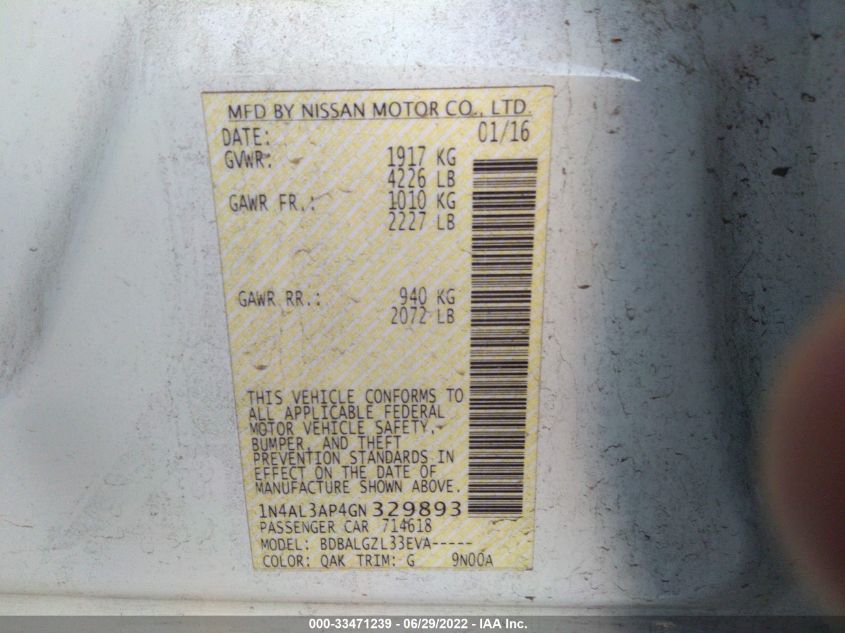 MFD BY NISSAN MOTOR CO., LTD.
DATE: 01/16
GVWR: 1917 KG
4226 LB
GAWR FR.: 1010 KG
2227 LB
GAWR RR.: 940 KG
2072 LB
THIS VEHICLE CONFORMS TO
ALL APPLICABLE FEDERAL
MOTOR VEHICLE SAFETY,
BUMPER, AND THEFT
PREVENTION STANDARDS IN
EFFECT ON THE DATE OF
MANUFACTURE SHOWN ABOVE.
1N4AL3AP4GN329893
PASSENGER CAR 714618
MODEL: BDBALGZL33EVA-----
COLOR: QAK TRIM: G 9N00A
000-33471239 - 06/29/2022 - IAA Inc.